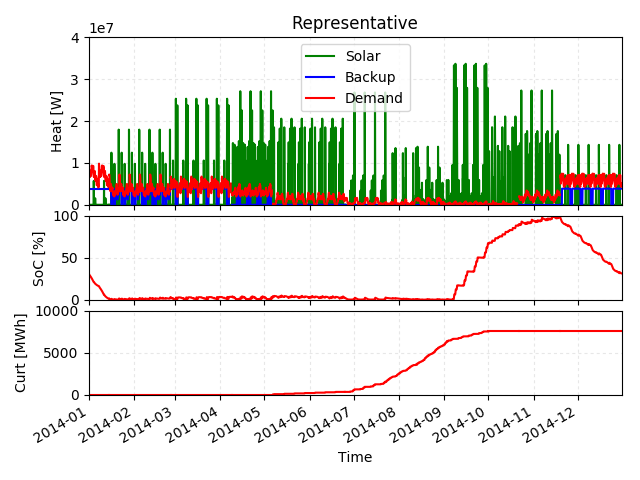 Representative
1e7
4
3
2
1
0
Heat [W]
Solar
Backup
Demand
100
50
0
SoC [%]
10000
5000
0
Curt [MWh]
2014-01
2014-02
2014-03
2014-04
2014-05
2014-06
2014-07
2014-08
2014-09
2014-10
2014-11
2014-12
Time